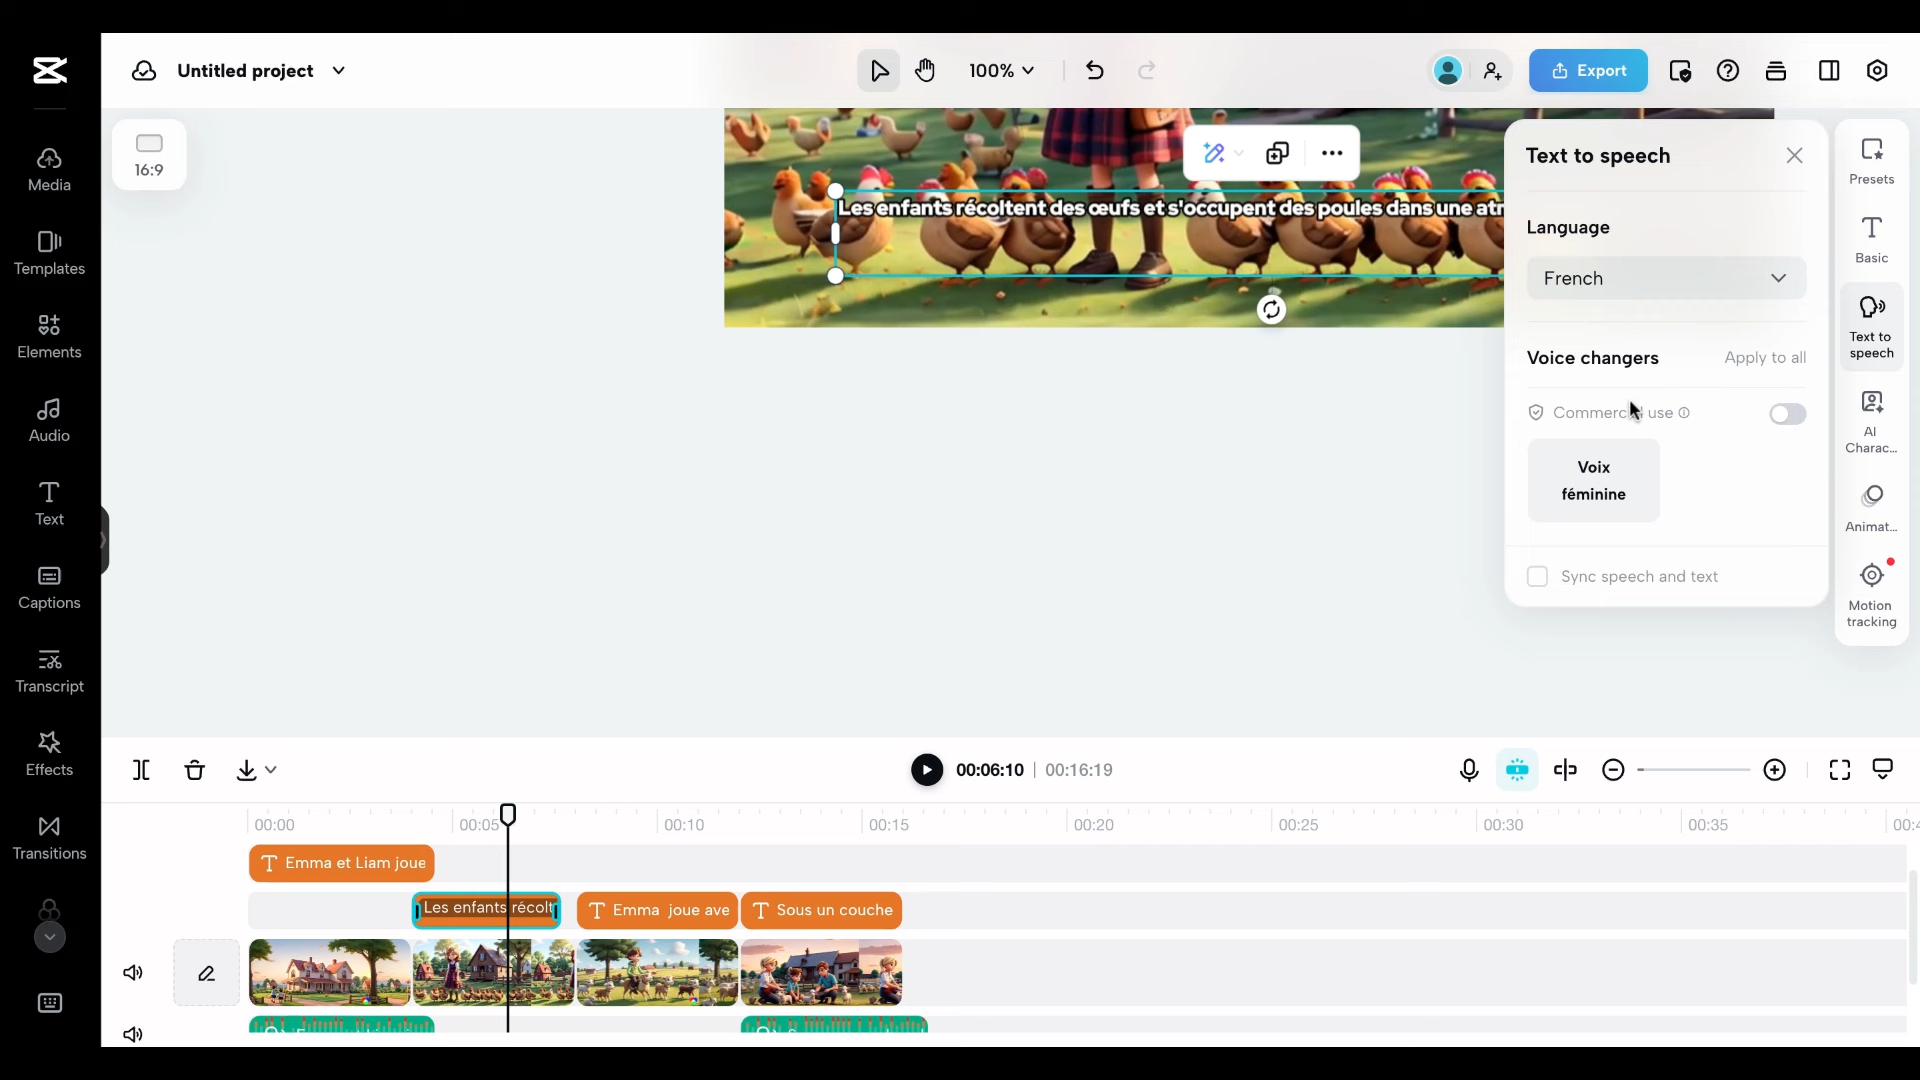 Untitled project
100%
Export
16:9
Media
Templates
Elements
Audio
Text
Captions
Transcript
Effects
Transitions
Les enfants récoltent des œufs et s'occupent des poules dans une
Text to speech
Language
French
Voice changers
Apply to all
Commerc use
Voix
féminine
Sync speech and text
Presets
Basic
Text to
speech
AI
Charac...
Animat...
Motion
tracking
00:06:10 | 00:16:19
00:00
00:05
00:10
00:15
00:20
00:25
00:30
00:35
Emma et Liam joue
Les enfants récolt
Emma joue ave
Sous un couche